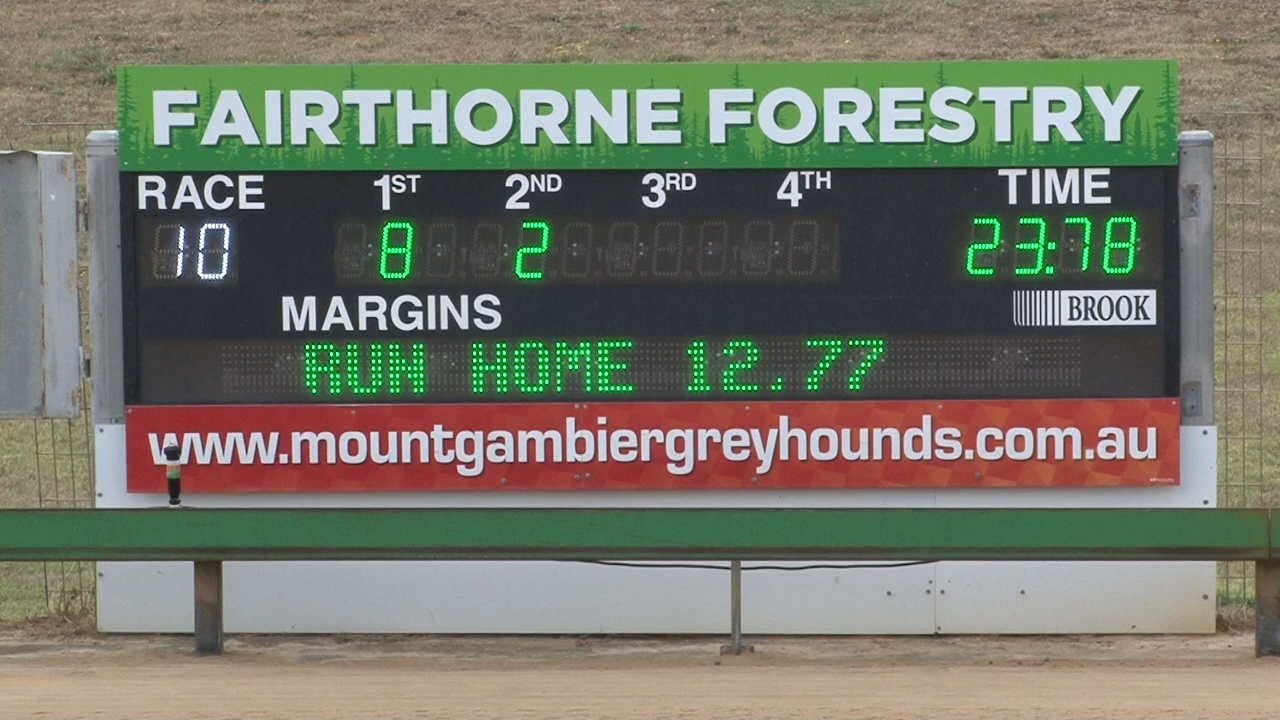 FAIRTHORNE FORESTRY
RACE 1ST 2ND 3RD 4TH TIME
10 8 2 23:78
MARGINS BROOK
RUN HOME 12.77
www.mountgambiergreyhounds.com.au